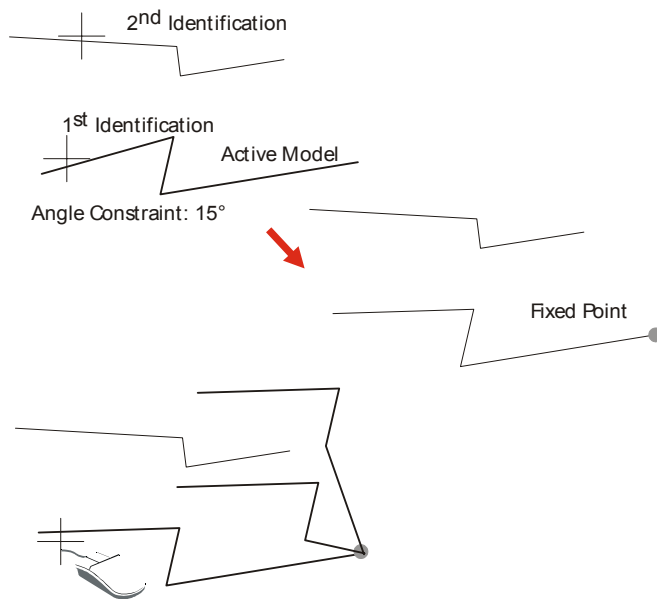 2nd Identification
1st Identification
Active Model
Angle Constraint: 15°
Fixed Point